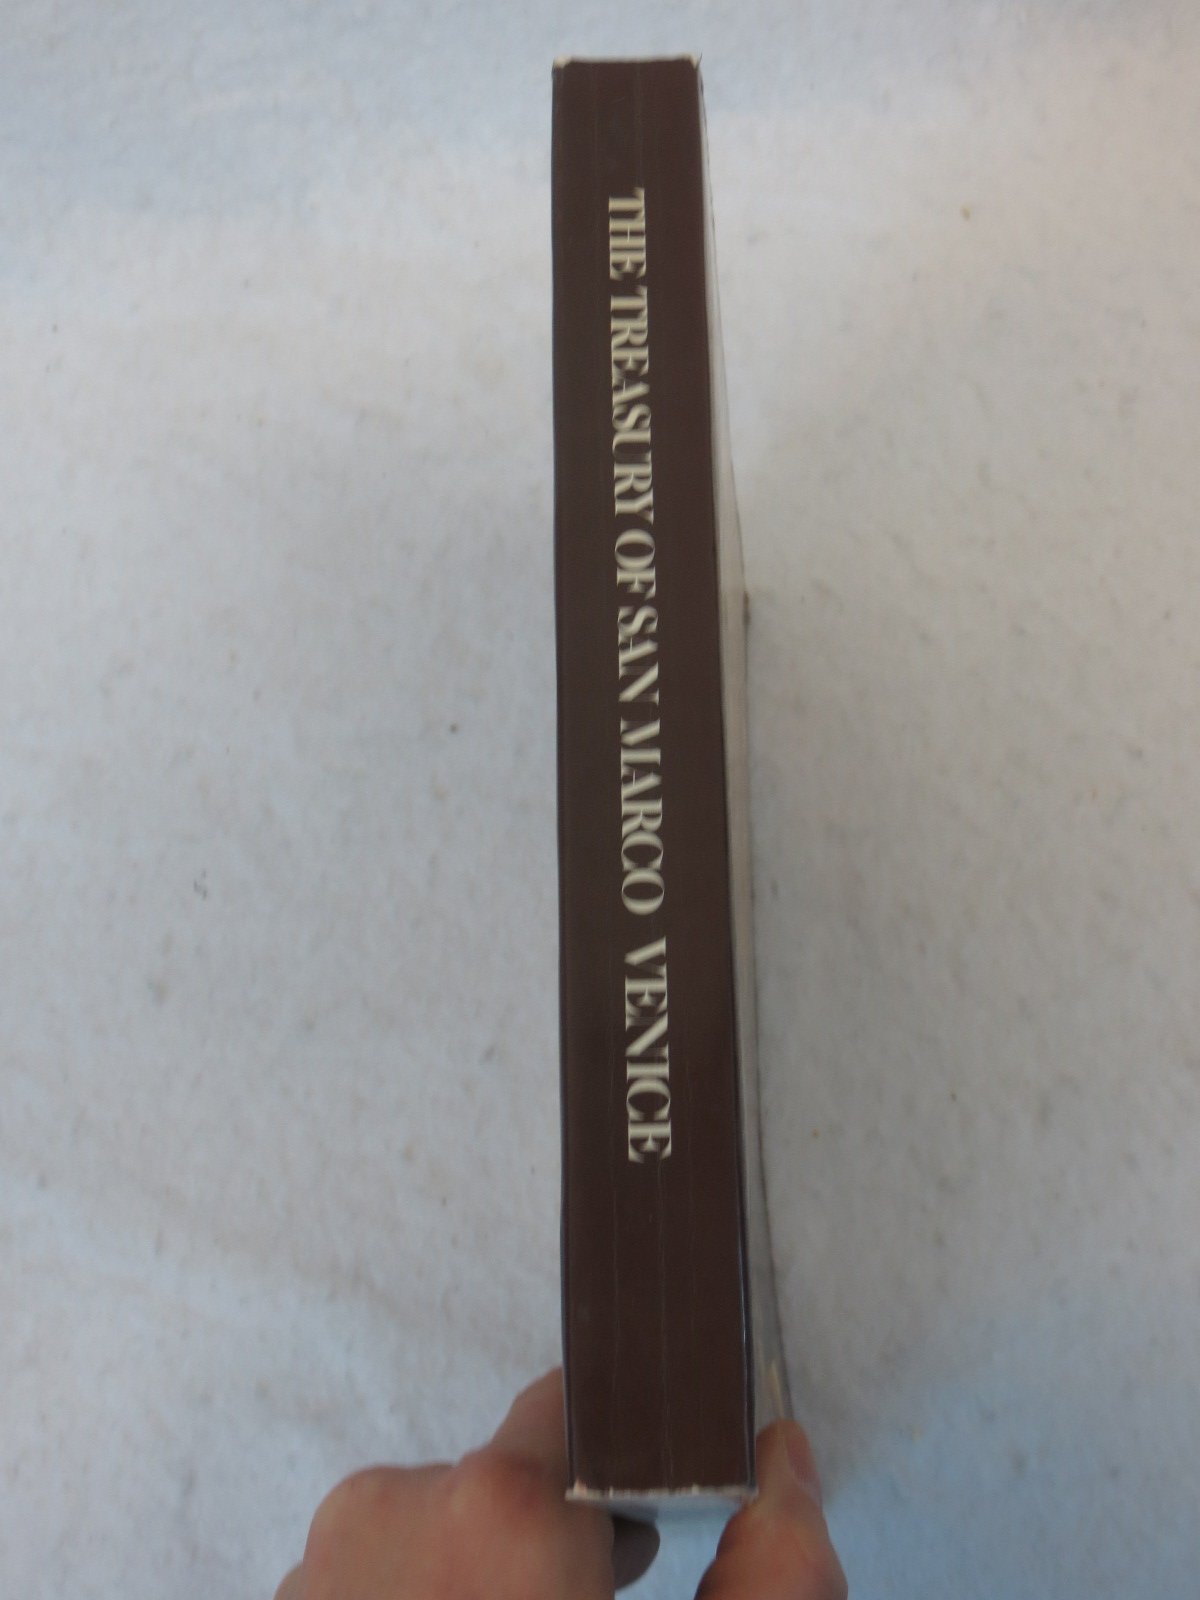 THE TREASURY OF SAN MARCO VENICE